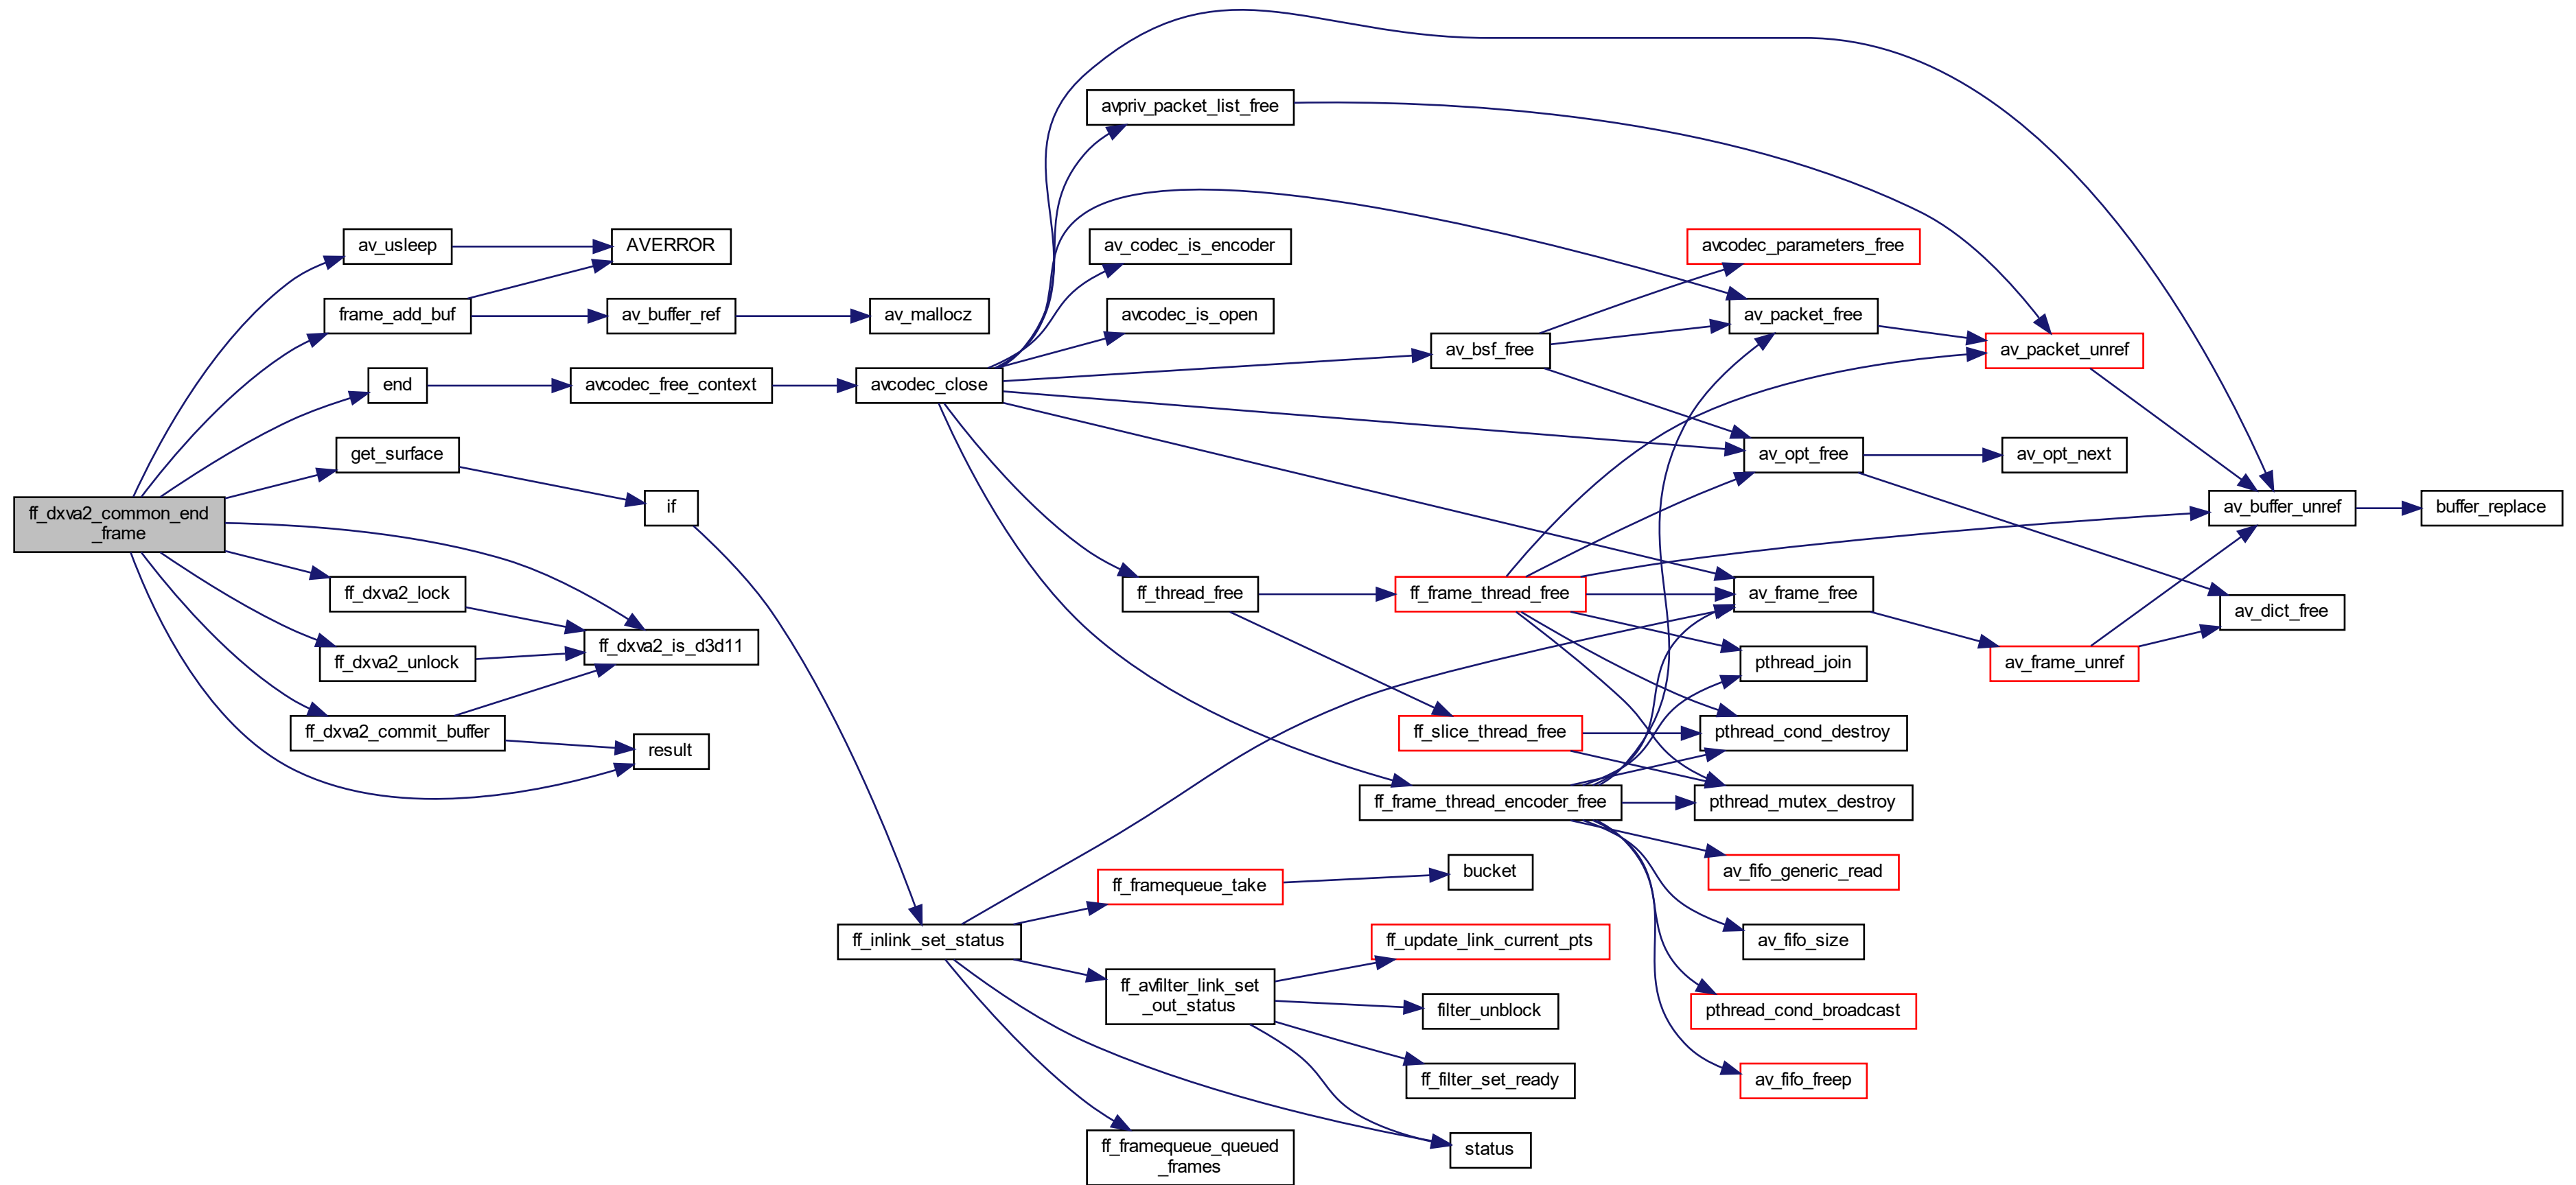 ff_dxva2_common_end
_frame
av_usleep
frame_add_buf
end
get_surface
ff_dxva2_lock
ff_dxva2_unlock
ff_dxva2_commit_buffer
AVERROR
av_buffer_ref
avcodec_free_context
if
ff_dxva2_is_d3d11
result
av_mallocz
avcodec_close
ff_inlink_set_status
avpriv_packet_list_free
av_codec_is_encoder
avcodec_is_open
ff_thread_free
ff_framequeue_take
ff_avfilter_link_set
_out_status
ff_framequeue_queued
_frames
av_bsf_free
ff_frame_thread_free
ff_slice_thread_free
ff_frame_thread_encoder_free
bucket
ff_update_link_current_pts
filter_unblock
ff_filter_set_ready
status
avcodec_parameters_free
av_packet_free
av_opt_free
av_frame_free
pthread_join
pthread_cond_destroy
pthread_mutex_destroy
av_fifo_generic_read
av_fifo_size
pthread_cond_broadcast
av_fifo_freep
av_packet_unref
av_opt_next
av_frame_unref
av_buffer_unref
av_dict_free
buffer_replace